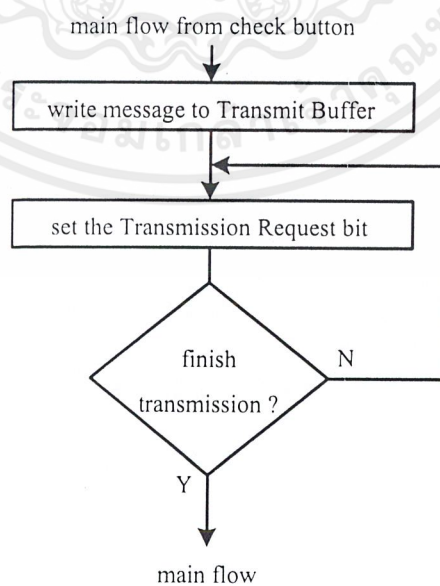 main flow from check button
write message to Transmit Buffer
set the Transmission Request bit
finish
transmission ?
N
Y
main flow